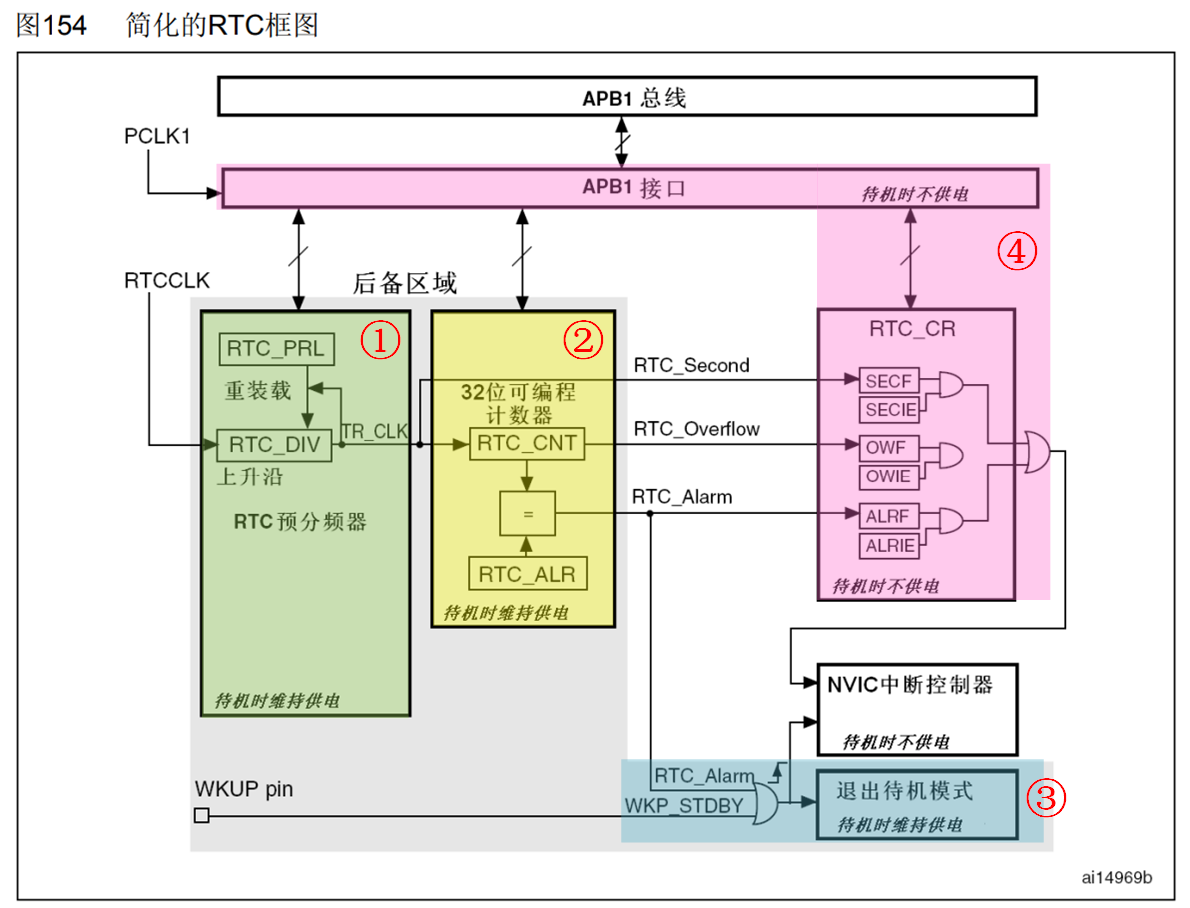 图154 简化的RTC框图
APB1 总线
PCLK1
APB1 接口
待机时不供电
④
RTCCLK
后备区域
①
RTC_PRL
重装载
RTC_DIV
TR_CLK
上升沿
RTC 预分频器
待机时维持供电
②
32位可编程
计数器
RTC_CNT
=
RTC_ALR
待机时维持供电
RTC_Second
RTC_Overflow
RTC_Alarm
RTC_CR
SECF
SECIE
OWF
OWIE
ALRF
ALRIE
待机时不供电
NVIC中断控制器
待机时不供电
WKUP pin
RTC_Alarm
WKP_STDBY
退出待机模式
待机时维持供电
③
ai14969b